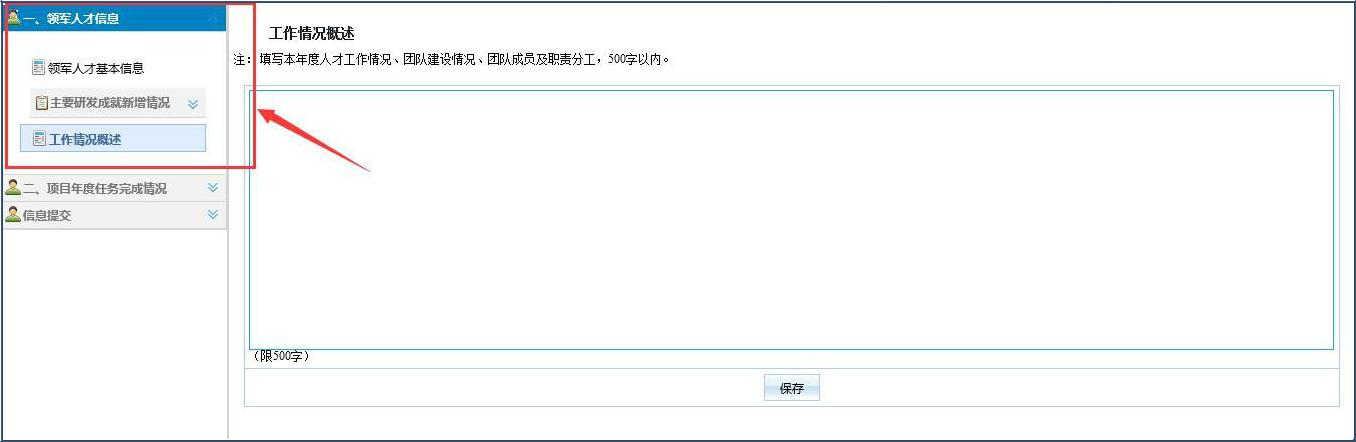 一、领军人才信息
领军人才基本信息
主要研发成就新增情况
工作情况概述
二、项目年度任务完成情况
信息提交
工作情况概述
注：填写本年度人才工作情况、团队建设情况、团队成员及职责分工，500字以内。
（限500字）
保存